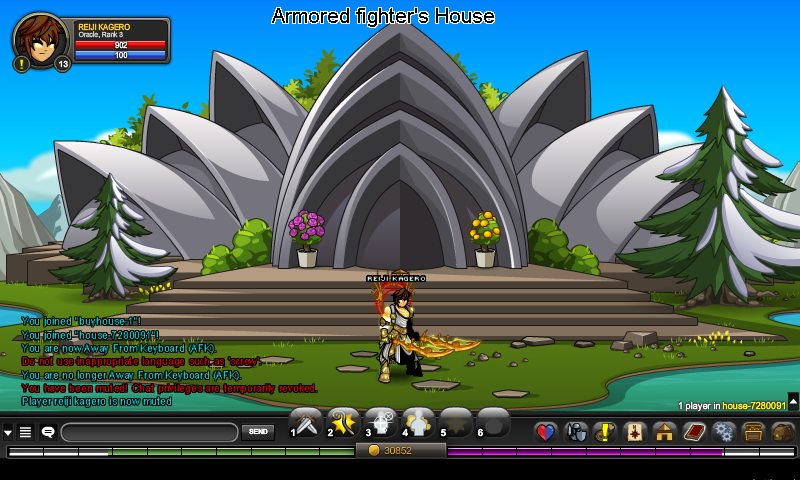 Armored fighter's House
REIJI KAGERO
Oracle, Rank 3
902
100
13
REIJI KAGERO
You joined "buyhouse-1"!
You joined "house-7280091"!
You are now Away From Keyboard (AFK).
Do not use inappropriate language such as 'screw'.
You are no longer Away From Keyboard (AFK).
You have been muted! Chat privileges are temporarily revoked.
Player reiji kagero is now muted
1 player in house-7280091
SEND
1 2 3 4 5 6
30852